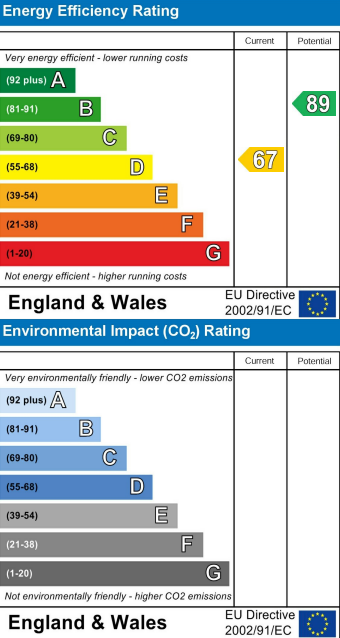 Energy Efficiency Rating
Current Potential
Very energy efficient - lower running costs
(92 plus) A
(81-91) B
89
(69-80) C
(55-68) D
67
(39-54) E
(21-38) F
(1-20) G
Not energy efficient - higher running costs
England & Wales
EU Directive
2002/91/EC
Environmental Impact (CO2) Rating
Current Potential
Very environmentally friendly - lower CO2 emissions
(92 plus) A
(81-91) B
(69-80) C
(55-68) D
(39-54) E
(21-38) F
(1-20) G
Not environmentally friendly - higher CO2 emissions
England & Wales
EU Directive
2002/91/EC